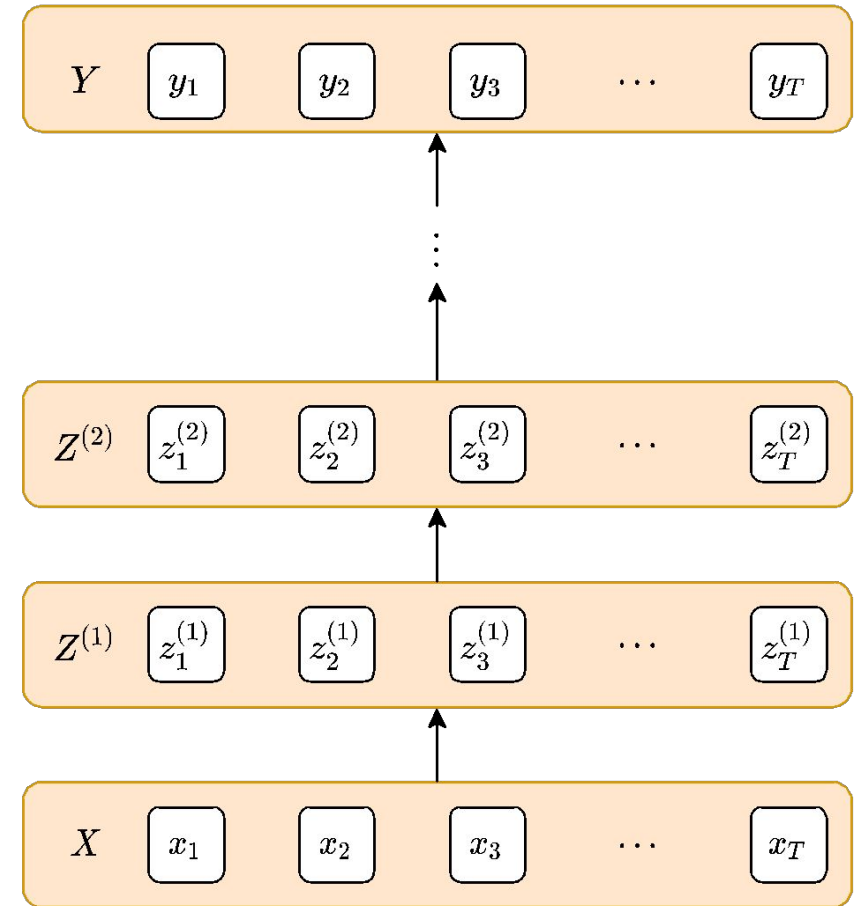 Y y₁ y₂ y₃ ⋯ y_T
⋮
Z⁽²⁾ z₁⁽²⁾ z₂⁽²⁾ z₃⁽²⁾ ⋯ z_T⁽²⁾
Z⁽¹⁾ z₁⁽¹⁾ z₂⁽¹⁾ z₃⁽¹⁾ ⋯ z_T⁽¹⁾
X x₁ x₂ x₃ ⋯ x_T